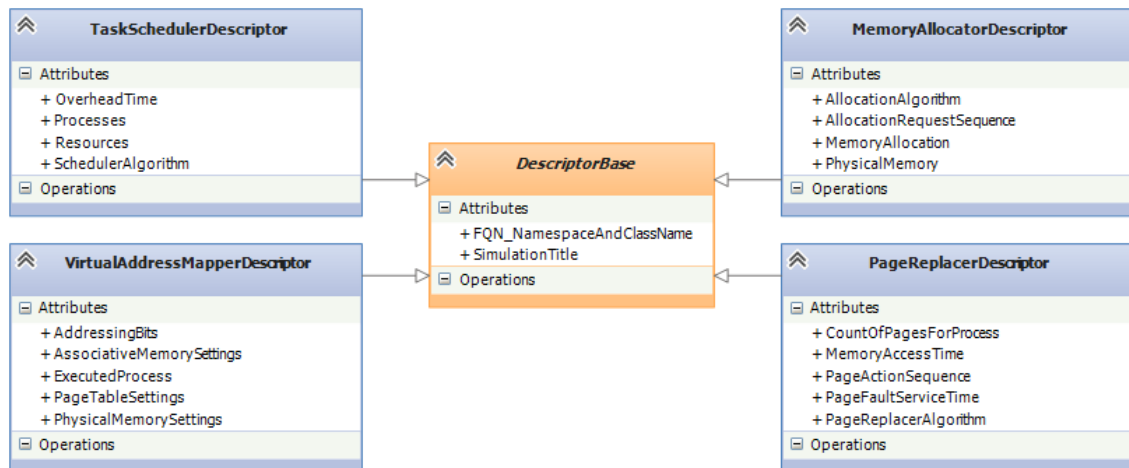 TaskSchedulerDescriptor
Attributes
+ OverheadTime
+ Processes
+ Resources
+ SchedulerAlgorithm
Operations
VirtualAddressMapperDescriptor
Attributes
+ AddressingBits
+ AssociativeMemorySettings
+ ExecutedProcess
+ PageTableSettings
+ PhysicalMemorySettings
Operations
DescriptorBase
Attributes
+ FQN_NamespaceAndClassName
+ SimulationTitle
Operations
MemoryAllocatorDescriptor
Attributes
+ AllocationAlgorithm
+ AllocationRequestSequence
+ MemoryAllocation
+ PhysicalMemory
Operations
PageReplacerDescriptor
Attributes
+ CountOfPagesForProcess
+ MemoryAccessTime
+ PageActionSequence
+ PageFaultServiceTime
+ PageReplacerAlgorithm
Operations